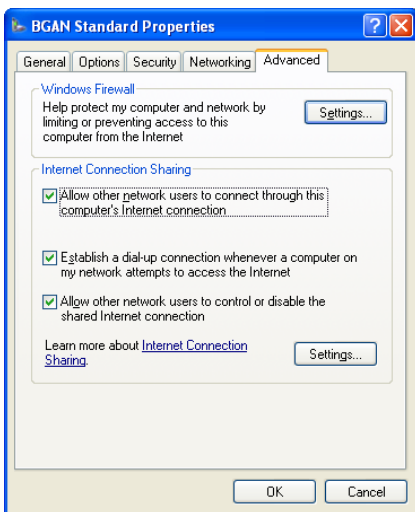 BGAN Standard Properties
General Options Security Networking Advanced
Windows Firewall
Help protect my computer and network by
limiting or preventing access to this
computer from the Internet
Settings...
Internet Connection Sharing
Allow other network users to connect through this
computer's Internet connection
Establish a dial-up connection whenever a computer on
my network attempts to access the Internet
Allow other network users to control or disable the
shared Internet connection
Learn more about Internet Connection
Sharing.
Settings...
OK Cancel